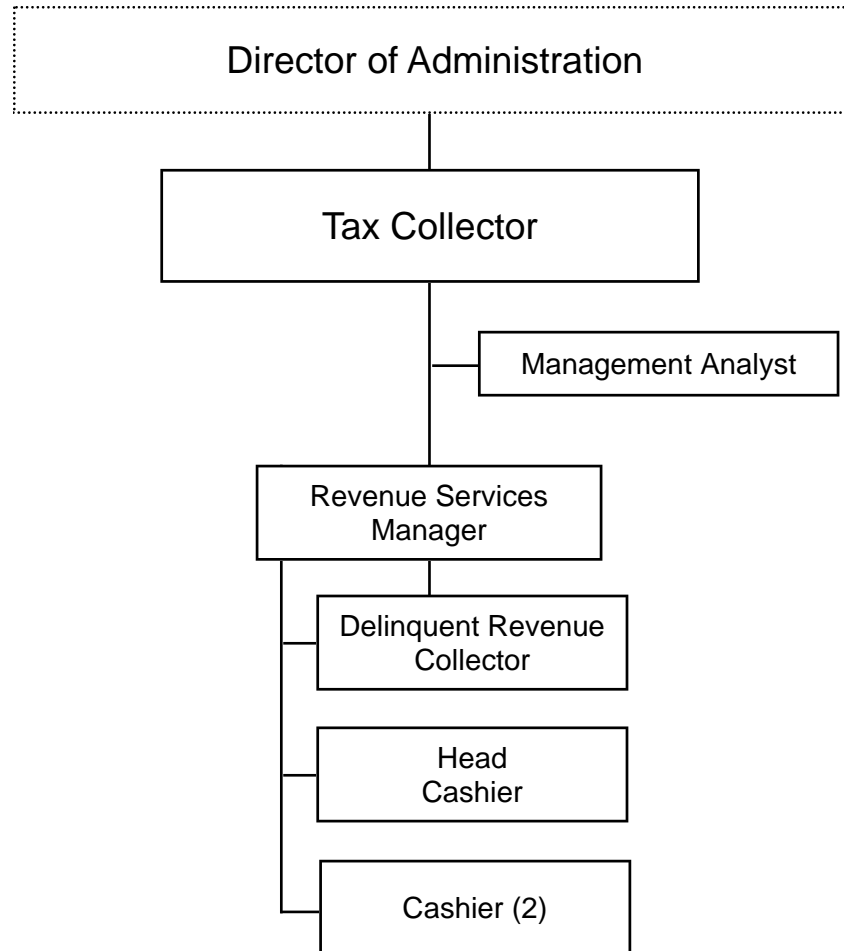 Director of Administration
Tax Collector
Management Analyst
Revenue Services
Manager
Delinquent Revenue
Collector
Head
Cashier
Cashier (2)